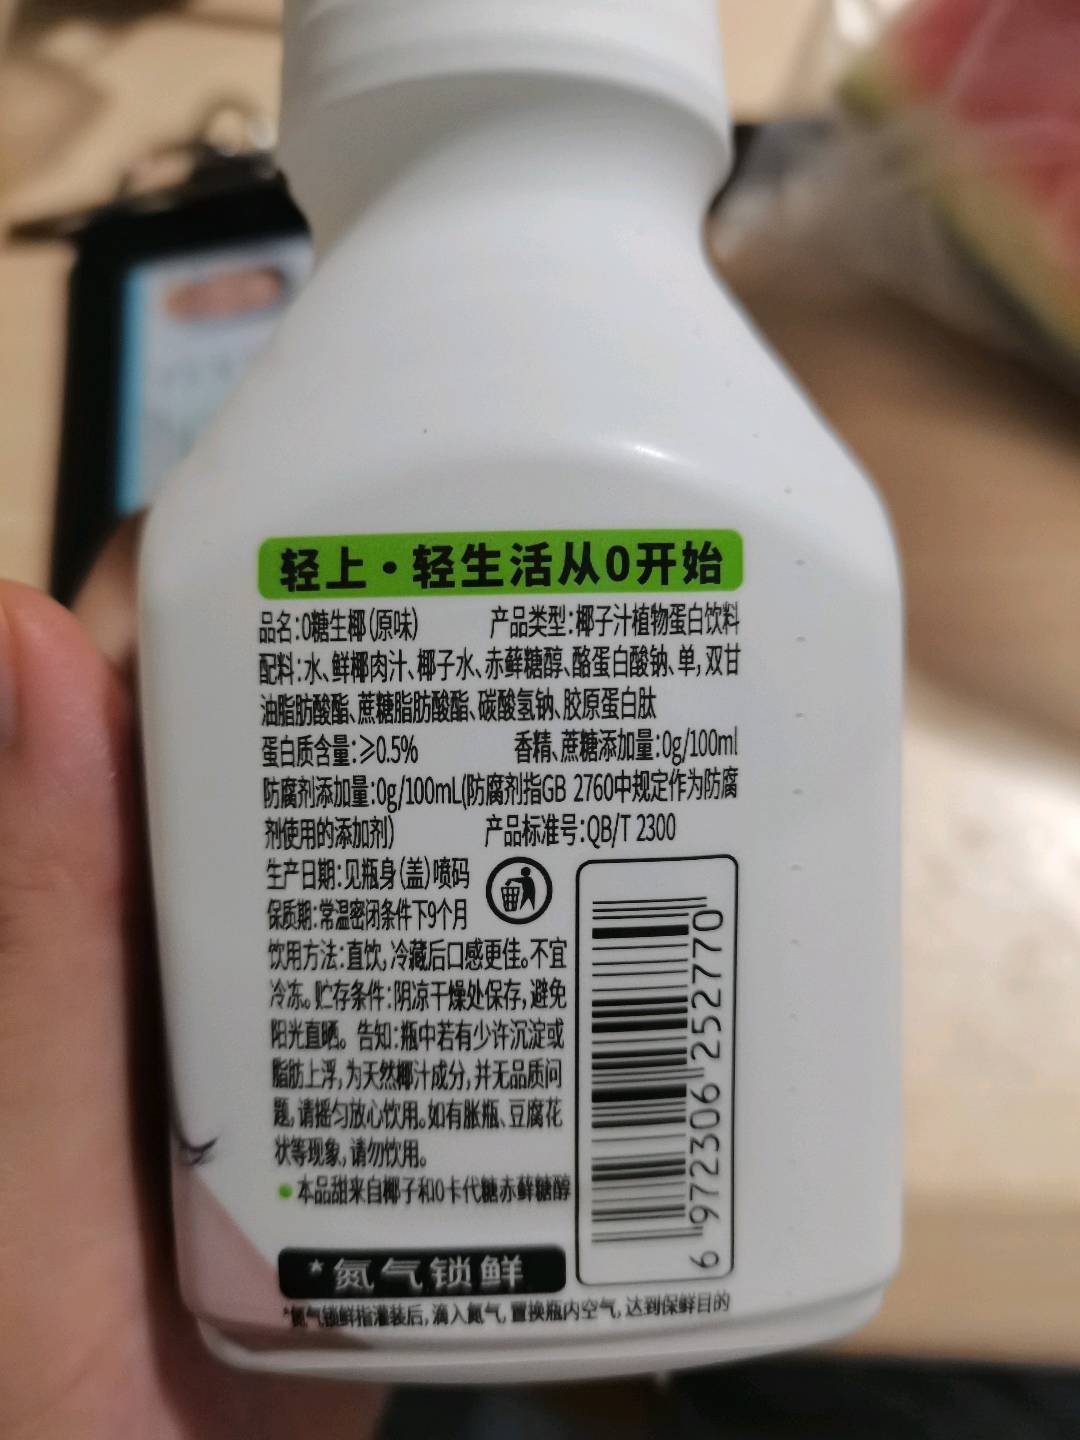 轻上·轻生活从0开始
品名:0糖生椰(原味) 产品类型:椰子汁植物蛋白饮料
配料:水、鲜椰肉汁、椰子水、赤藓糖醇、酪蛋白酸钠、单,双甘
油脂肪酸酯、蔗糖脂肪酸酯、碳酸氢钠、胶原蛋白肽
蛋白质含量:≥0.5% 香精、蔗糖添加量:0g/100ml
防腐剂添加量:0g/100mL(防腐剂指GB 2760中规定作为防腐
剂使用的添加剂) 产品标准号:QB/T 2300
生产日期:见瓶身(盖)喷码
保质期:常温密闭条件下9个月
饮用方法:直饮,冷藏后口感更佳。不宜
冷冻。贮存条件:阴凉干燥处保存,避免
阳光直晒。告知:瓶中若有少许沉淀或
脂肪上浮,为天然椰汁成分,并无品质问
题,请摇匀放心饮用。如有胀瓶、豆腐花
状等现象,请勿饮用。
本品甜来自椰子和0卡代糖赤藓糖醇
6 972306 252770
*氮气锁鲜
*氮气锁鲜指灌装后,滴入氮气,置换瓶内空气,达到保鲜目的